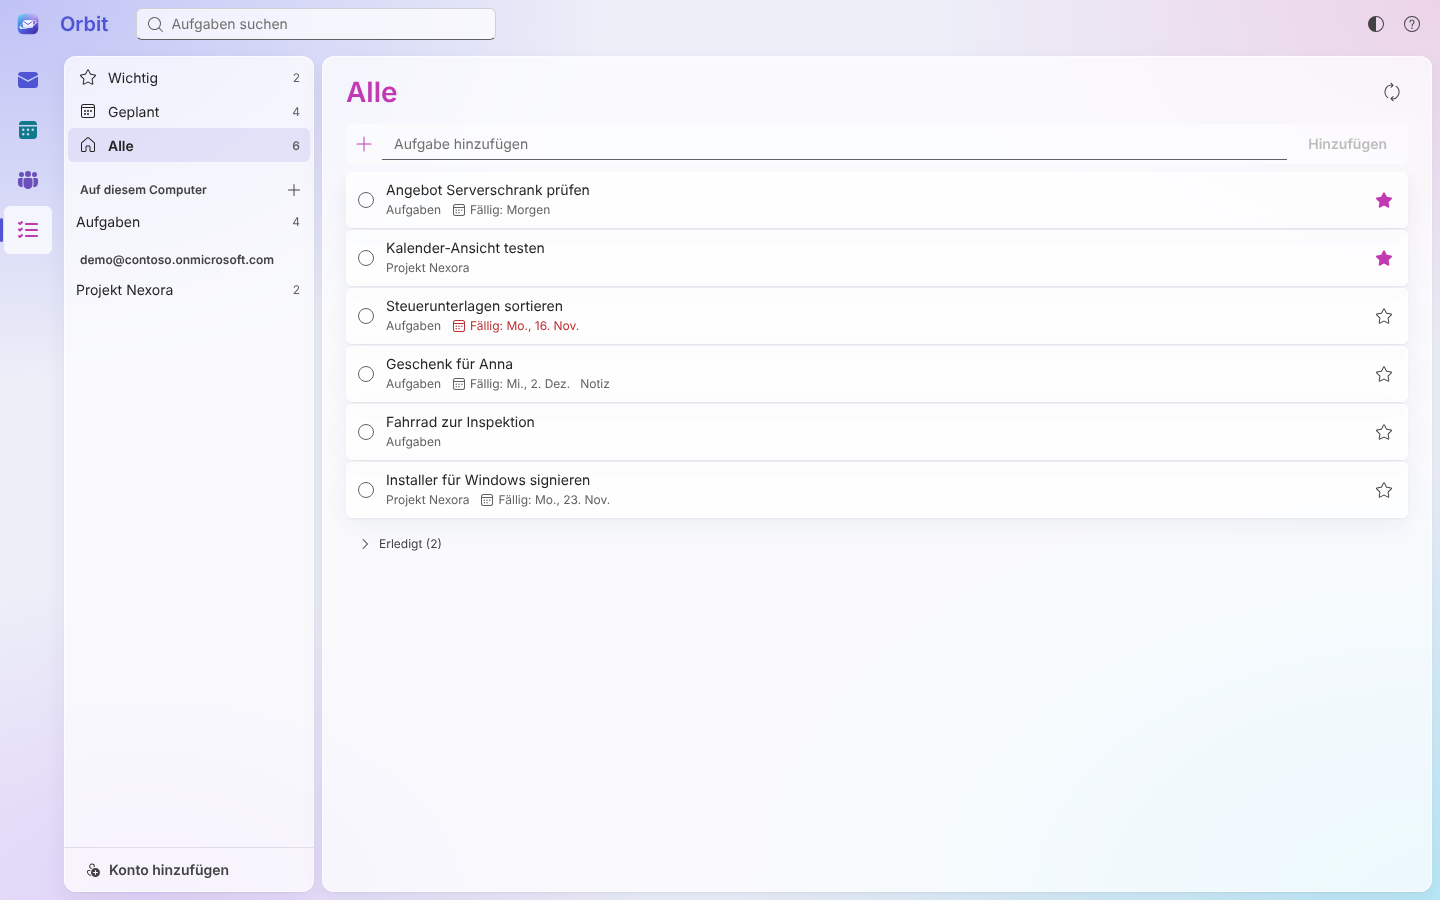 Orbit
Aufgaben suchen
Wichtig 2
Geplant 4
Alle 6
Auf diesem Computer
Aufgaben 4
demo@contoso.onmicrosoft.com
Projekt Nexora 2
Konto hinzufügen
Alle
Aufgabe hinzufügen Hinzufügen
Angebot Serverschrank prüfen
Aufgaben Fällig: Morgen
Kalender-Ansicht testen
Projekt Nexora
Steuerunterlagen sortieren
Aufgaben Fällig: Mo., 16. Nov.
Geschenk für Anna
Aufgaben Fällig: Mi., 2. Dez. Notiz
Fahrrad zur Inspektion
Aufgaben
Installer für Windows signieren
Projekt Nexora Fällig: Mo., 23. Nov.
Erledigt (2)